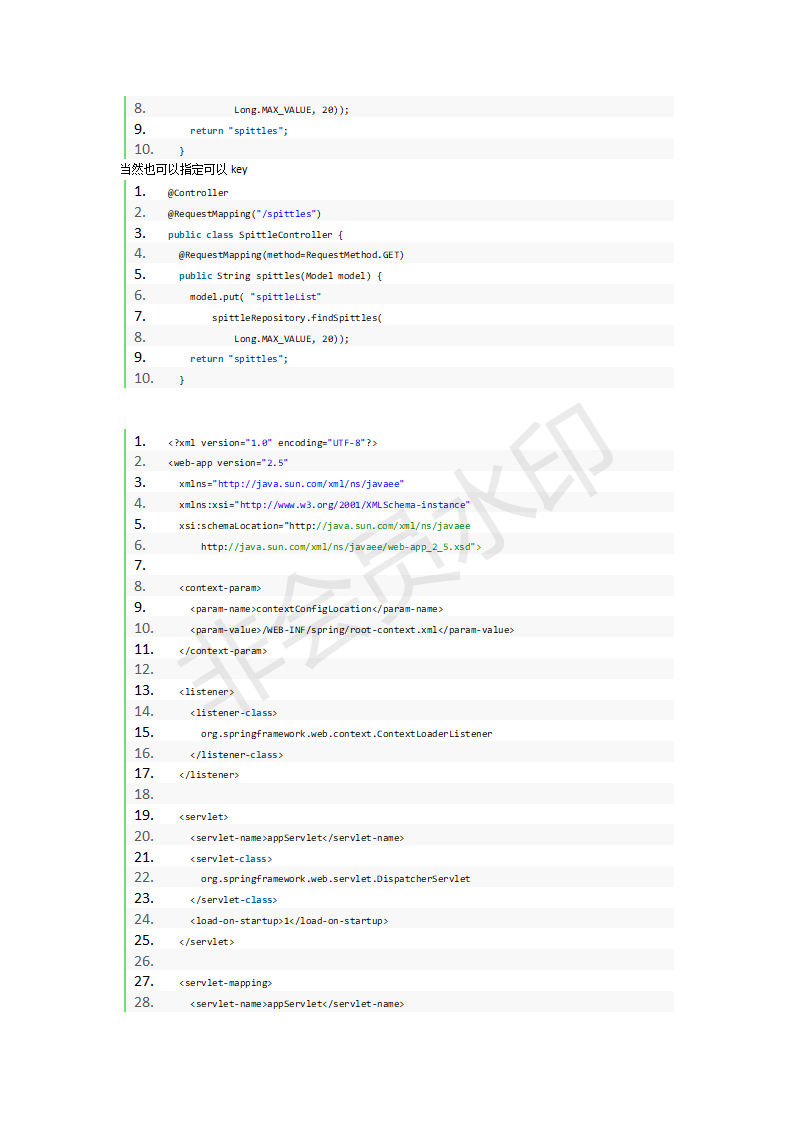 8. Long.MAX_VALUE, 20));
9. return "spittles";
10. }
当然也可以指定可以 key
1. @Controller
2. @RequestMapping("/spittles")
3. public class SpittleController {
4. @RequestMapping(method=RequestMethod.GET)
5. public String spittles(Model model) {
6. model.put( "spittleList"
7. spittleRepository.findSpittles(
8. Long.MAX_VALUE, 20));
9. return "spittles";
10. }
1. <?xml version="1.0" encoding="UTF-8"?>
2. <web-app version="2.5"
3. xmlns="http://java.sun.com/xml/ns/javaee"
4. xmlns:xsi="http://www.w3.org/2001/XMLSchema-instance"
5. xsi:schemaLocation="http://java.sun.com/xml/ns/javaee
6. http://java.sun.com/xml/ns/javaee/web-app_2_5.xsd">
7.
8. <context-param>
9. <param-name>contextConfigLocation</param-name>
10. <param-value>/WEB-INF/spring/root-context.xml</param-value>
11. </context-param>
12.
13. <listener>
14. <listener-class>
15. org.springframework.web.context.ContextLoaderListener
16. </listener-class>
17. </listener>
18.
19. <servlet>
20. <servlet-name>appServlet</servlet-name>
21. <servlet-class>
22. org.springframework.web.servlet.DispatcherServlet
23. </servlet-class>
24. <load-on-startup>1</load-on-startup>
25. </servlet>
26.
27. <servlet-mapping>
28. <servlet-name>appServlet</servlet-name>
非会员水印